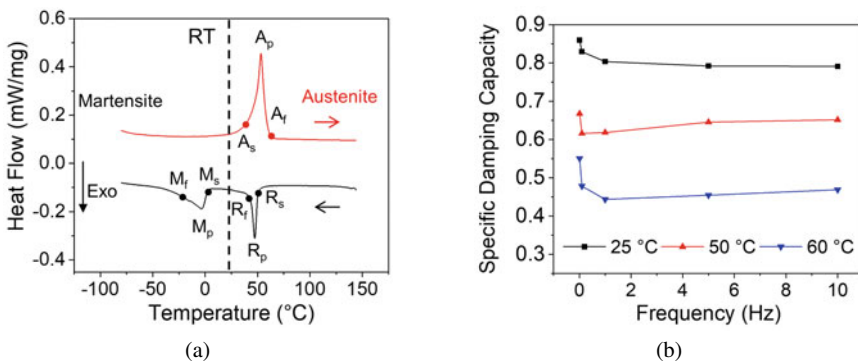 0.6
0.4
0.2
0.0
-0.2
-0.4
Heat Flow (mW/mg)
RT
Ap
Martensite
Austenite
Af
As
Exo
Mf
Ms
Mp
Rf
Rs
Rp
-100 -50 0 50 100 150
Temperature (°C)
(a)
0.9
0.8
0.7
0.6
0.5
0.4
0.3
Specific Damping Capacity
25 °C 50 °C 60 °C
0 2 4 6 8 10
Frequency (Hz)
(b)